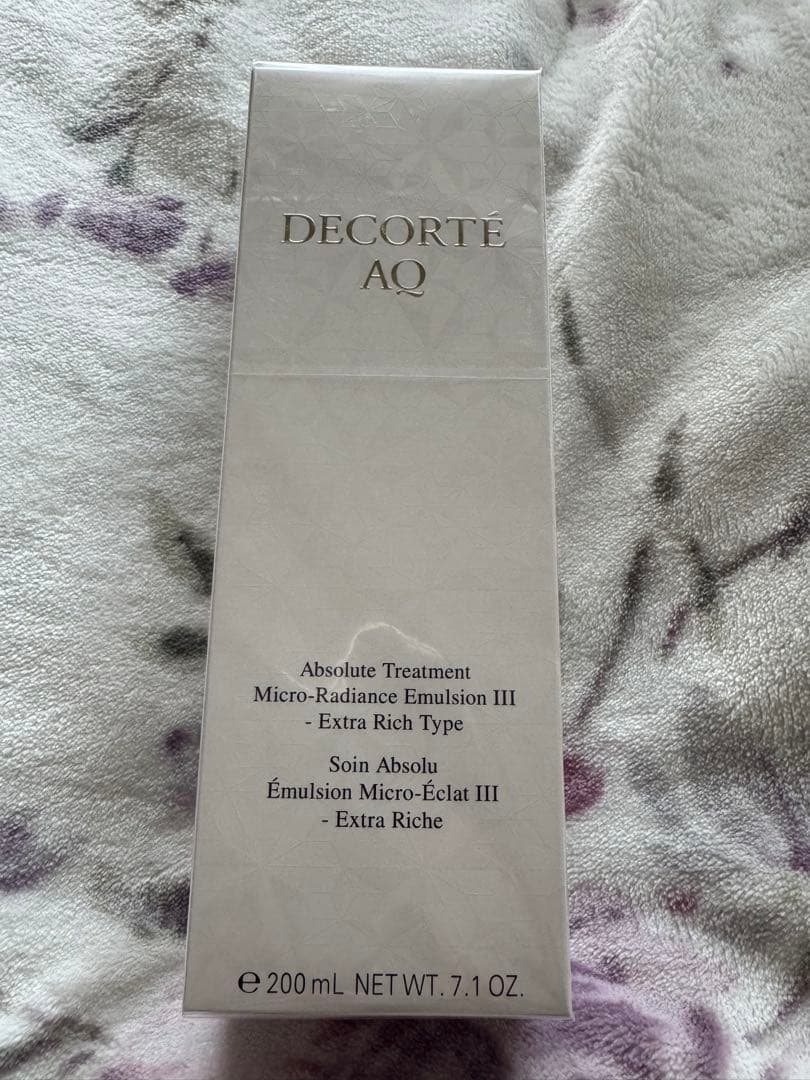 DECORTÉ
AQ
Absolute Treatment
Micro-Radiance Emulsion III
- Extra Rich Type
Soin Absolu
Émulsion Micro-Éclat III
- Extra Riche
℮ 200 mL NET WT. 7.1 OZ.